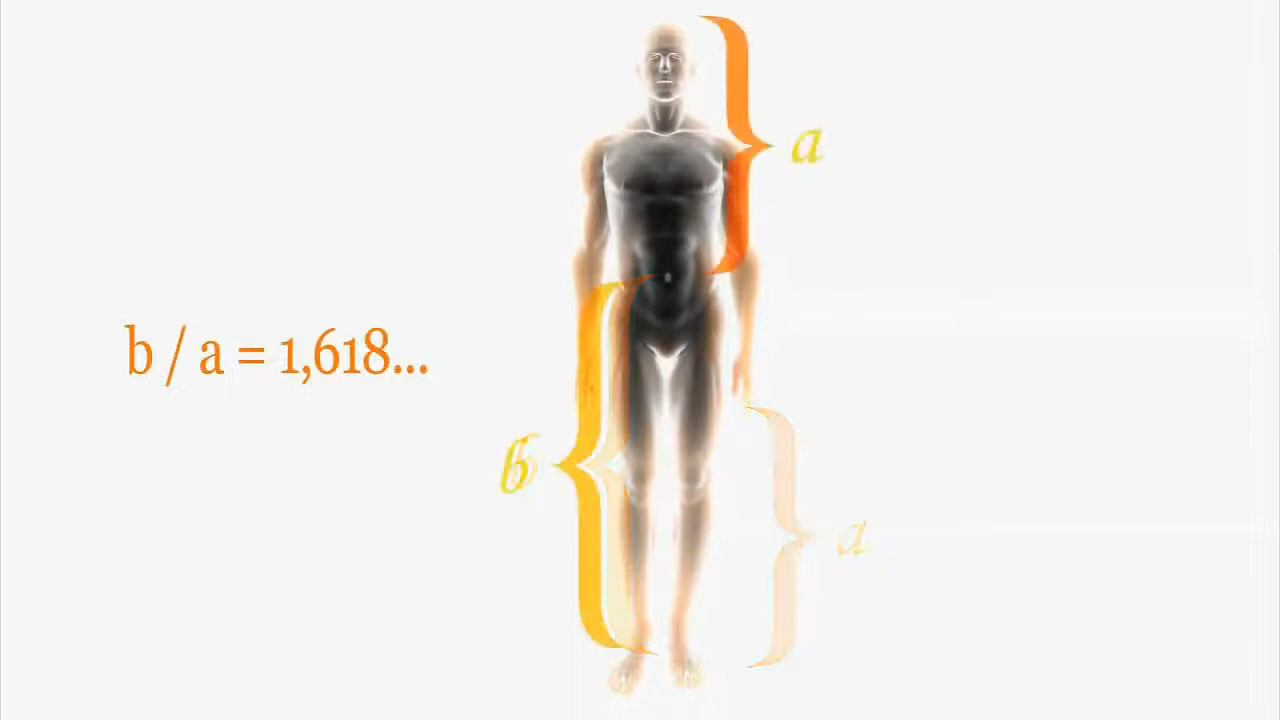 a
b / a = 1,618...
b
a